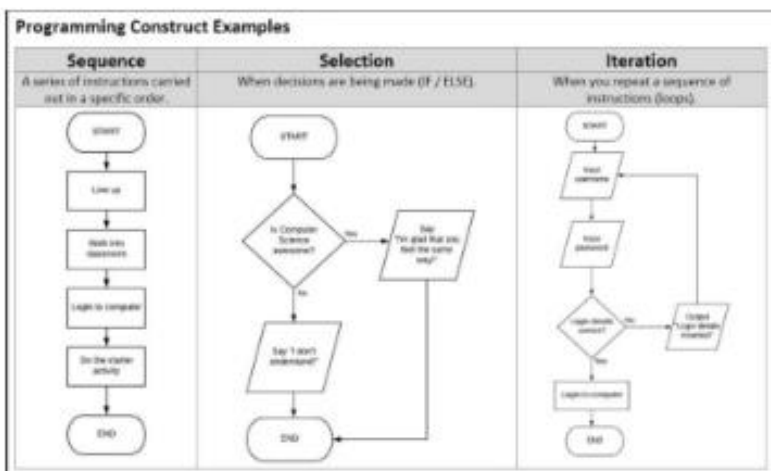 Programming Construct Examples
Sequence
A series of instructions carried
out in a specific order.
START
Line up
Walk into
classroom
Login to computer
Do the starter
activity
END
Selection
When decisions are being made (IF / ELSE).
START
Is Computer
Science
awesome?
Yes
Say
"I'm glad that you
feel the same
No
Say "I don't
understand!"
END
Iteration
When you repeat a sequence of
instructions (loops).
START
Input
username
Input
password
Login details
correct?
No
Output
"Login details
incorrect"
Yes
Login to computer
END